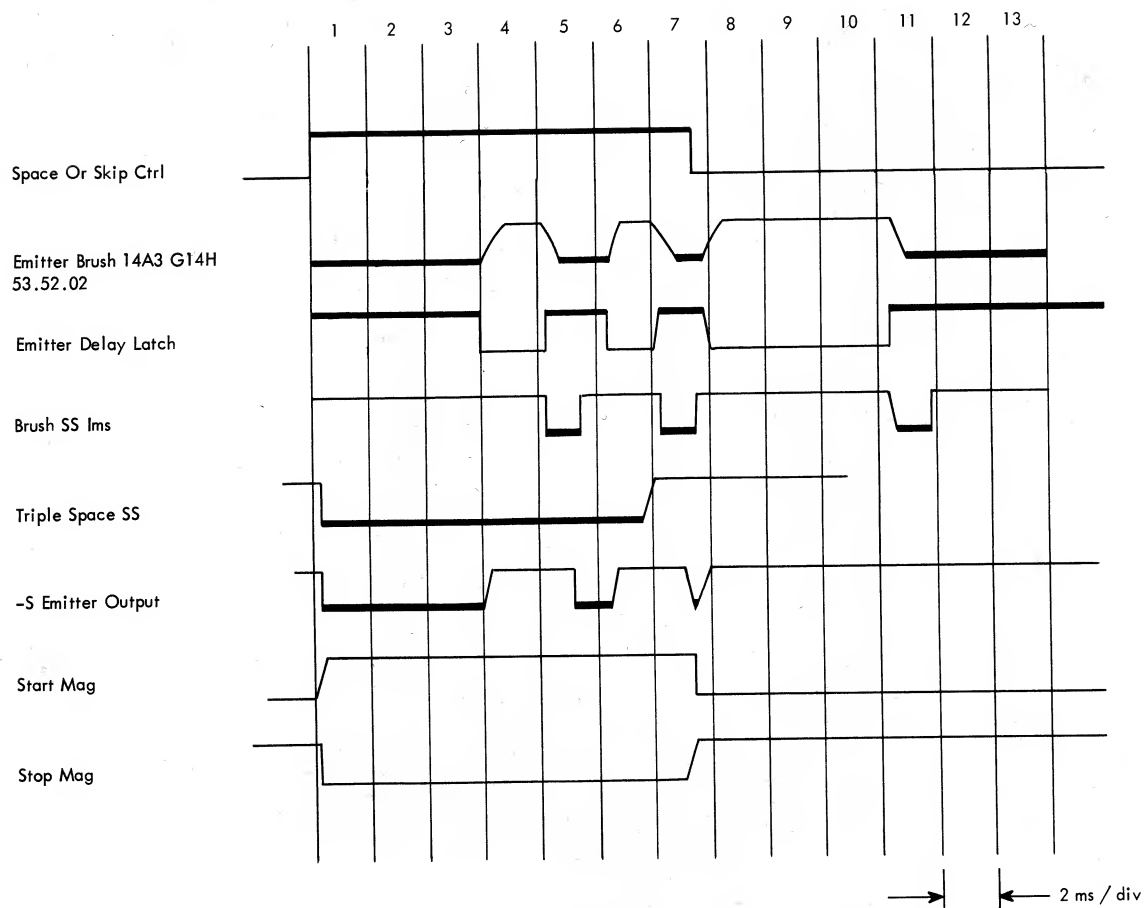 1 2 3 4 5 6 7 8 9 10 11 12 13
Space Or Skip Ctrl
Emitter Brush 14A3 G14H
53.52.02
Emitter Delay Latch
Brush SS Ims
Triple Space SS
-S Emitter Output
Start Mag
Stop Mag
2 ms / div